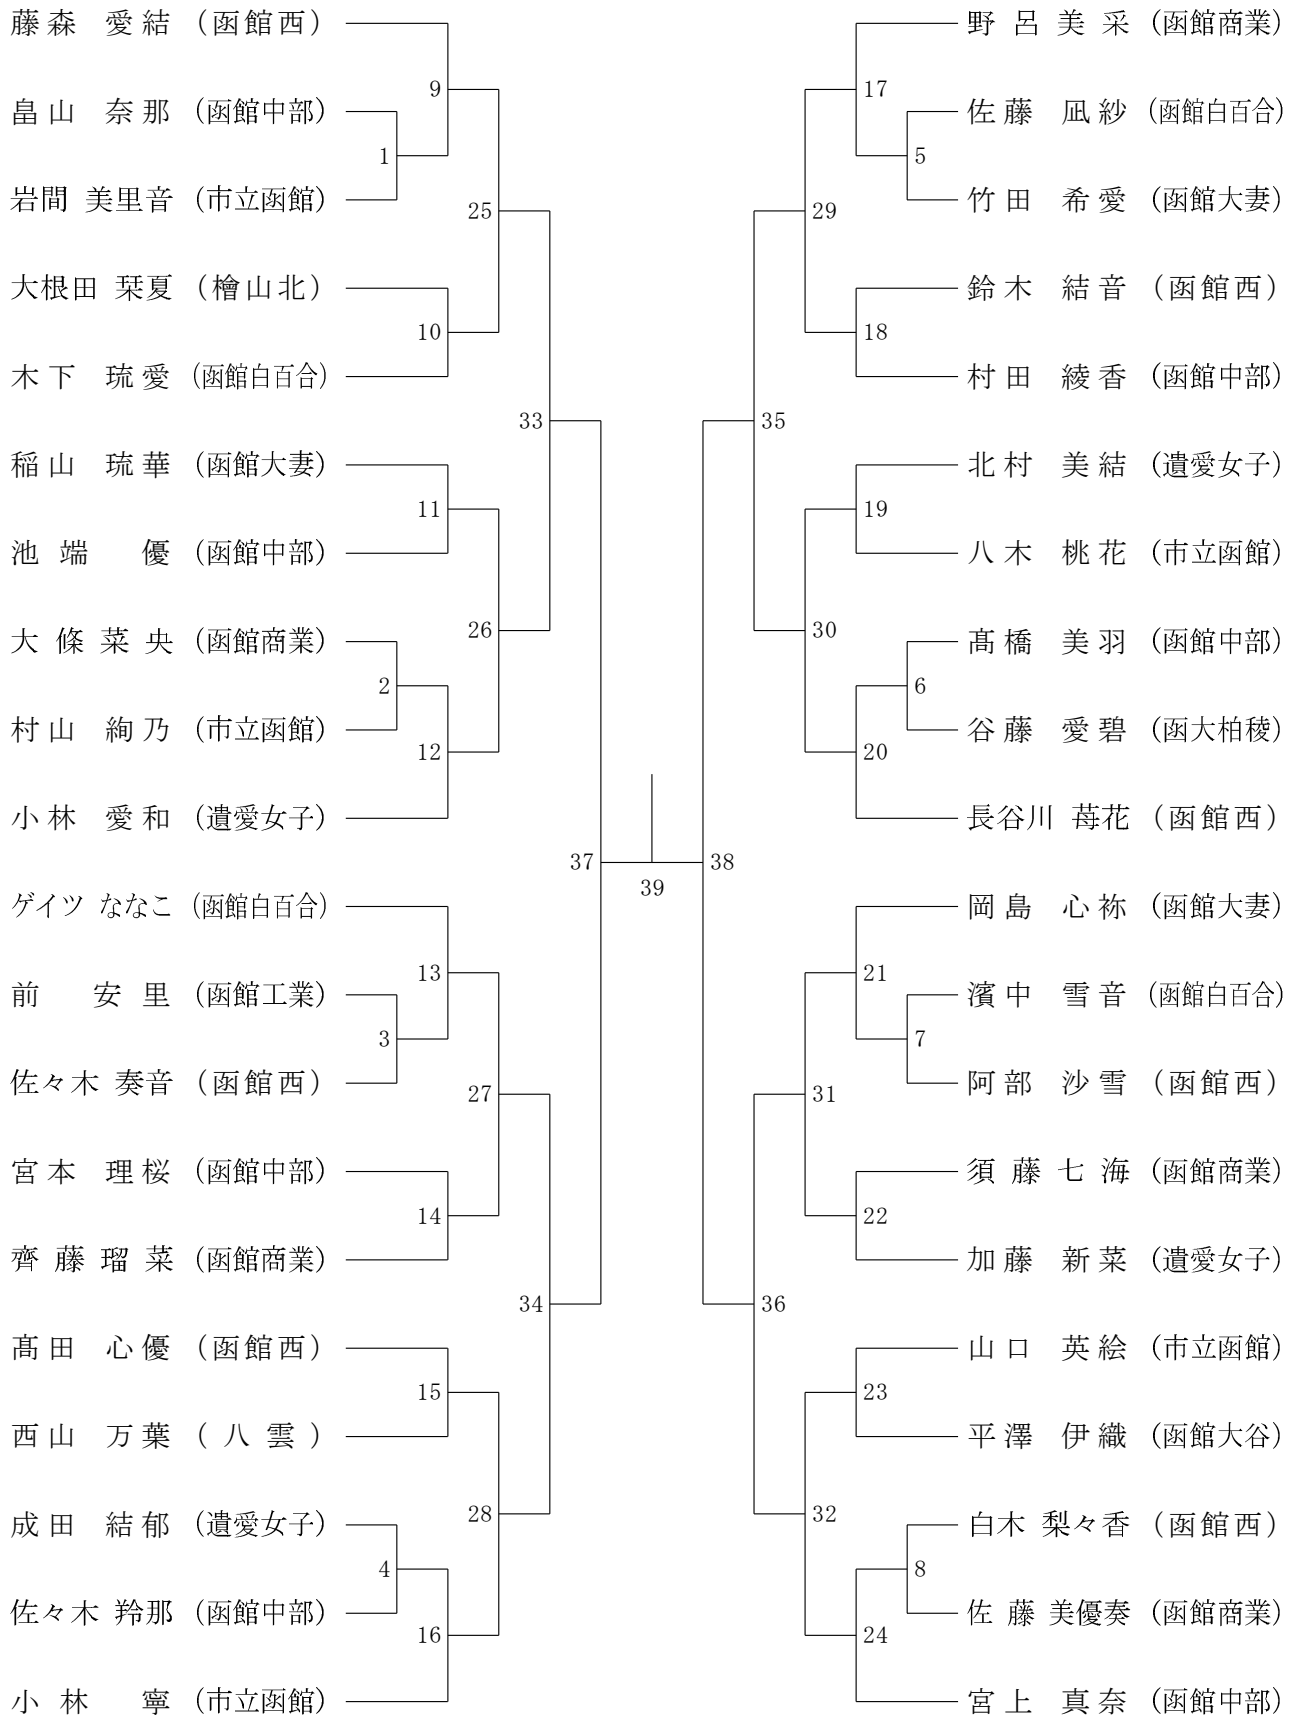 藤森 愛結 (函館西)
畠山 奈那 (函館中部)
岩間 美里音 (市立函館)
大根田 栞夏 (檜山北)
木下 琉愛 (函館白百合)
稲山 琉華 (函館大妻)
池端 優 (函館中部)
大條菜央 (函館商業)
村山 絢乃 (市立函館)
小林 愛和 (遺愛女子)
ゲイツ ななこ (函館白百合)
前 安里 (函館工業)
佐々木 奏音 (函館西)
宮本 理桜 (函館中部)
齊藤瑠菜 (函館商業)
髙田 心優 (函館西)
西山 万葉 (八雲)
成田 結郁 (遺愛女子)
佐々木 羚那 (函館中部)
小林 寧 (市立函館)
1
2
3
4
9
10
11
12
13
14
15
16
25
26
27
28
33
34
37
39
38
35
36
29
30
31
32
17
18
19
20
21
22
23
24
5
6
7
8
野呂美采 (函館商業)
佐藤 凪紗 (函館白百合)
竹田 希愛 (函館大妻)
鈴木 結音 (函館西)
村田 綾香 (函館中部)
北村 美結 (遺愛女子)
八木 桃花 (市立函館)
髙橋 美羽 (函館中部)
谷藤 愛碧 (函大柏稜)
長谷川 苺花 (函館西)
岡島 心祢 (函館大妻)
濱中 雪音 (函館白百合)
阿部 沙雪 (函館西)
須藤七海 (函館商業)
加藤 新菜 (遺愛女子)
山口 英絵 (市立函館)
平澤 伊織 (函館大谷)
白木 梨々香 (函館西)
佐藤 美優奏 (函館商業)
宮上 真奈 (函館中部)